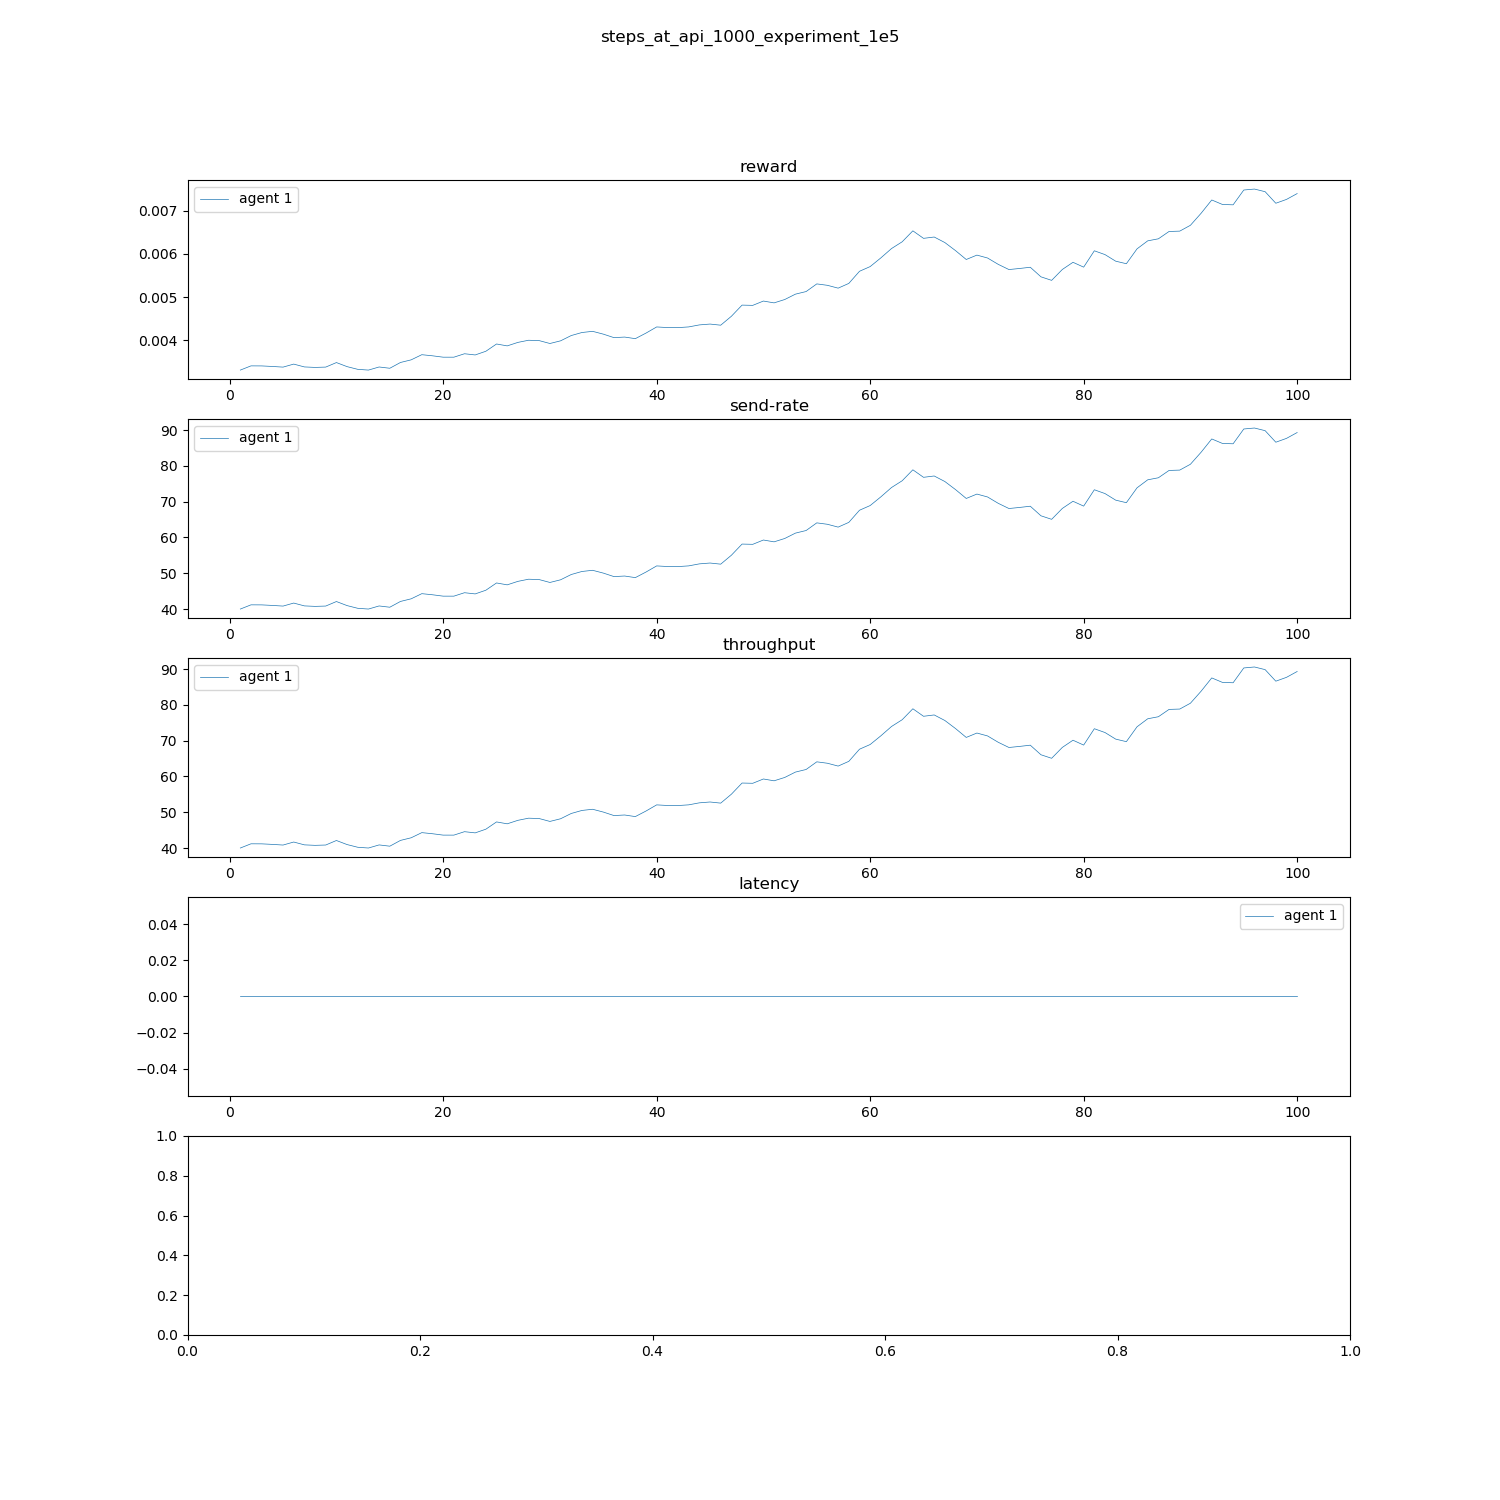 steps_at_api_1000_experiment_1e5
reward
agent 1
0.007
0.006
0.005
0.004
0 20 40 60 80 100
send-rate
agent 1
90
80
70
60
50
40
0 20 40 60 80 100
throughput
agent 1
90
80
70
60
50
40
0 20 40 60 80 100
latency
agent 1
0.04
0.02
0.00
−0.02
−0.04
0 20 40 60 80 100
1.0
0.8
0.6
0.4
0.2
0.0
0.0 0.2 0.4 0.6 0.8 1.0